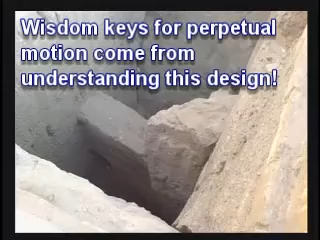 Wisdom keys for perpetual
motion come from
understanding this design!